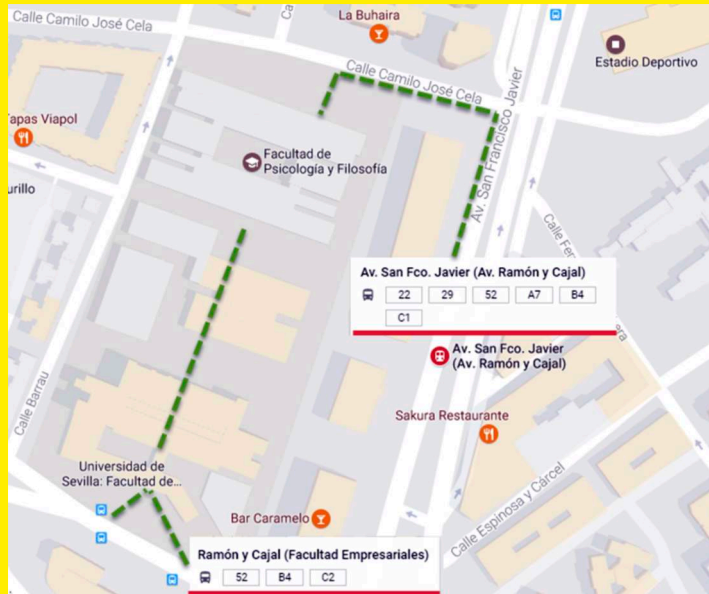 La Buhaira
Calle Camilo José Cela
Estadio Deportivo
Calle Camilo José Cela
Av. San Francisco Javier
Tapas Viapol
Facultad de
Psicología y Filosofía
urillo
Av. San Fco. Javier (Av. Ramón y Cajal)
22 29 52 A7 B4
C1
Calle Fer
era
Av. San Fco. Javier
(Av. Ramón y Cajal)
Calle Barrau
Sakura Restaurante
Universidad de
Sevilla: Facultad de...
Bar Caramelo
Calle Espinosa y Cárcel
Ramón y Cajal (Facultad Empresariales)
52 B4 C2